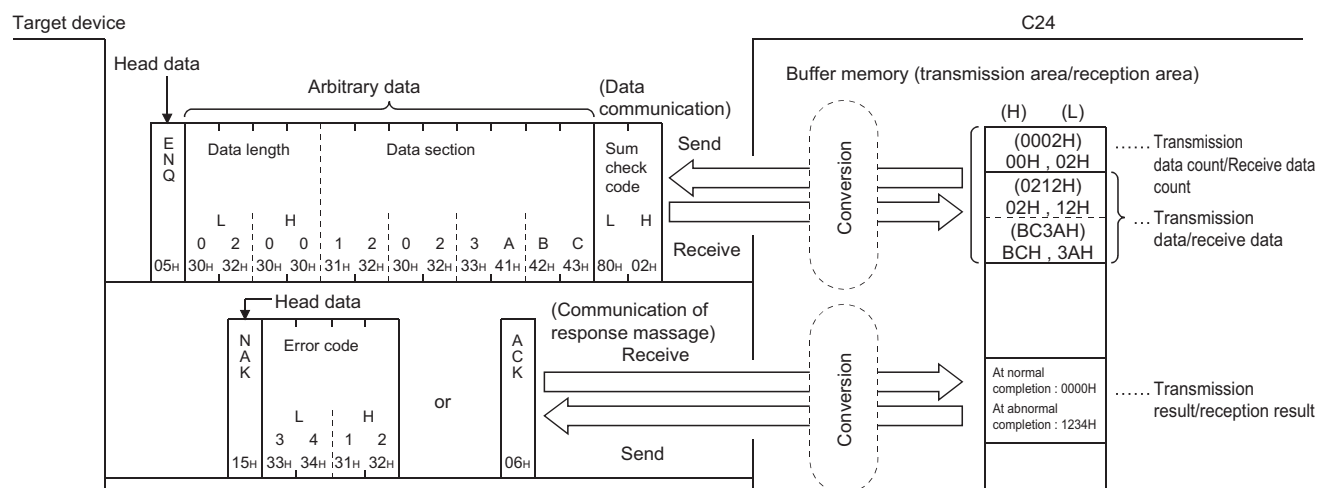 Target device
C24
Head data
Arbitrary data
(Data
communication)
Buffer memory (transmission area/reception area)
(H) (L)
E
N
Q
Data length
Data section
Sum
check
code
Send
Receive
Conversion
L H
L H
0 2 0 0 1 2 0 2 3 A B C
05H 30H 32H 30H 30H 31H 32H 30H 32H 33H 41H 42H 43H 80H 02H
(0002H)
00H , 02H
(0212H)
02H , 12H
(BC3AH)
BCH , 3AH
...... Transmission
data count/Receive data
count
... Transmission
data/receive data
Head data
N
A
K
Error code
L H
3 4 1 2
15H 33H 34H 31H 32H
or
A
C
K
06H
(Communication of
response massage)
Receive
Send
Conversion
At normal
completion : 0000H
At abnormal
completion : 1234H
...... Transmission
result/reception result